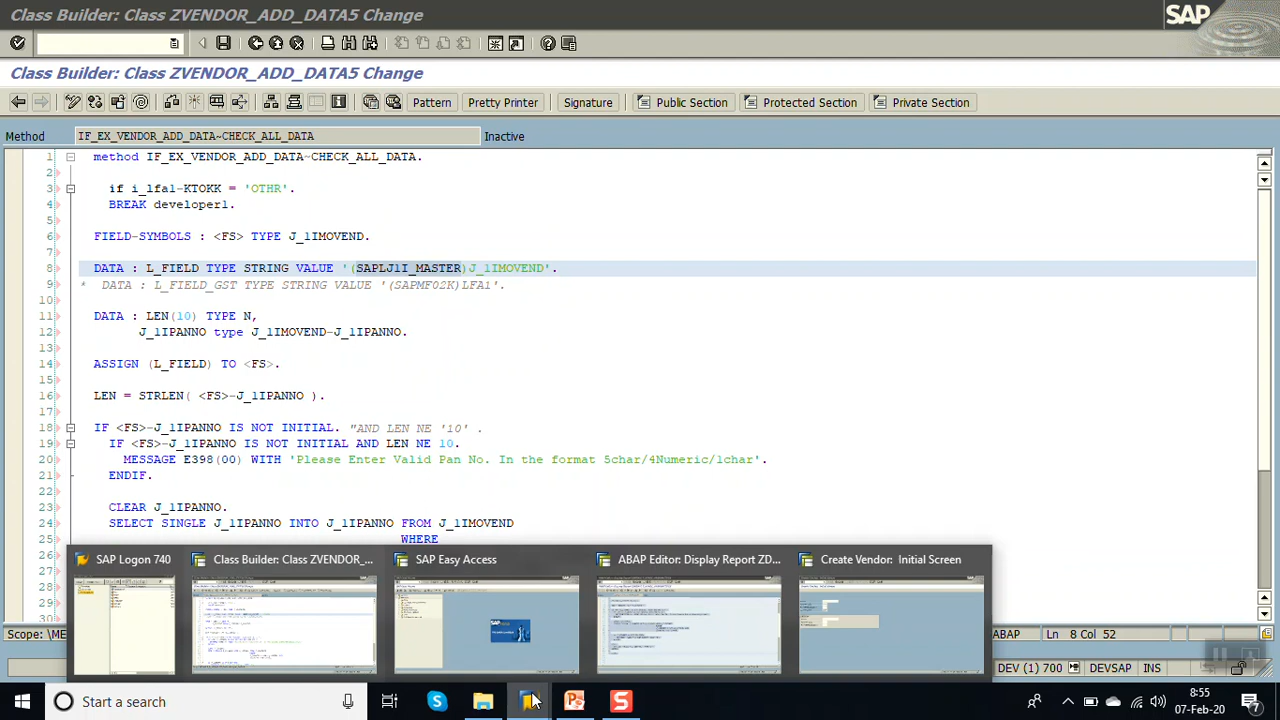 Class Builder: Class ZVENDOR_ADD_DATA5 Change
SAP
Class Builder: Class ZVENDOR_ADD_DATA5 Change
Pattern
Pretty Printer
Signature
Public Section
Protected Section
Private Section
Method
IF_EX_VENDOR_ADD_DATA~CHECK_ALL_DATA
Inactive
1 method IF_EX_VENDOR_ADD_DATA~CHECK_ALL_DATA.
2
3 if i_lfa1-KTOKK = 'OTHR'.
4 BREAK developer1.
5
6 FIELD-SYMBOLS : <FS> TYPE J_1IMOVEND.
7
8 DATA : L_FIELD TYPE STRING VALUE '(SAPLJ1I_MASTER)J_1IMOVEND'.
9 * DATA : L_FIELD_GST TYPE STRING VALUE '(SAPMF02K)LFA1'.
10
11 DATA : LEN(10) TYPE N,
12 J_1IPANNO type J_1IMOVEND-J_1IPANNO.
13
14 ASSIGN (L_FIELD) TO <FS>.
15
16 LEN = STRLEN( <FS>-J_1IPANNO ).
17
18 IF <FS>-J_1IPANNO IS NOT INITIAL. "AND LEN NE '10' .
19 IF <FS>-J_1IPANNO IS NOT INITIAL AND LEN NE 10.
20 MESSAGE E398(00) WITH 'Please Enter Valid Pan No. In the format 5char/4Numeric/1char'.
21 ENDIF.
22
23 CLEAR J_1IPANNO.
24 SELECT SINGLE J_1IPANNO INTO J_1IPANNO FROM J_1IMOVEND
25 WHERE
26
27
28
29
30
SAP Logon 740
Class Builder: Class ZVENDOR_...
SAP Easy Access
ABAP Editor: Display Report ZD...
Create Vendor: Initial Screen
Scope: \ME
ABAP
Ln 8 Col 52
DEV (1) 700
DEVSAP
INS
Start a search
8:55
07-Feb-20
7